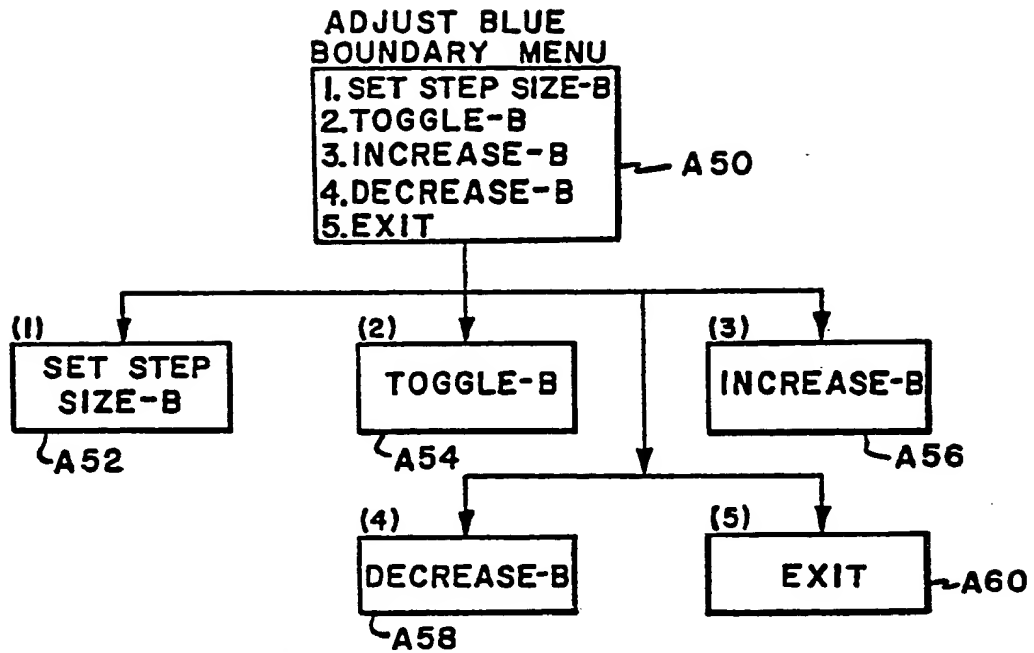 ADJUST BLUE
BOUNDARY MENU
1. SET STEP SIZE-B
2. TOGGLE-B
3. INCREASE-B
4. DECREASE-B
5. EXIT
A50
(1)
SET STEP
SIZE-B
A52
(2)
TOGGLE-B
A54
(3)
INCREASE-B
A56
(4)
DECREASE-B
A58
(5)
EXIT
A60